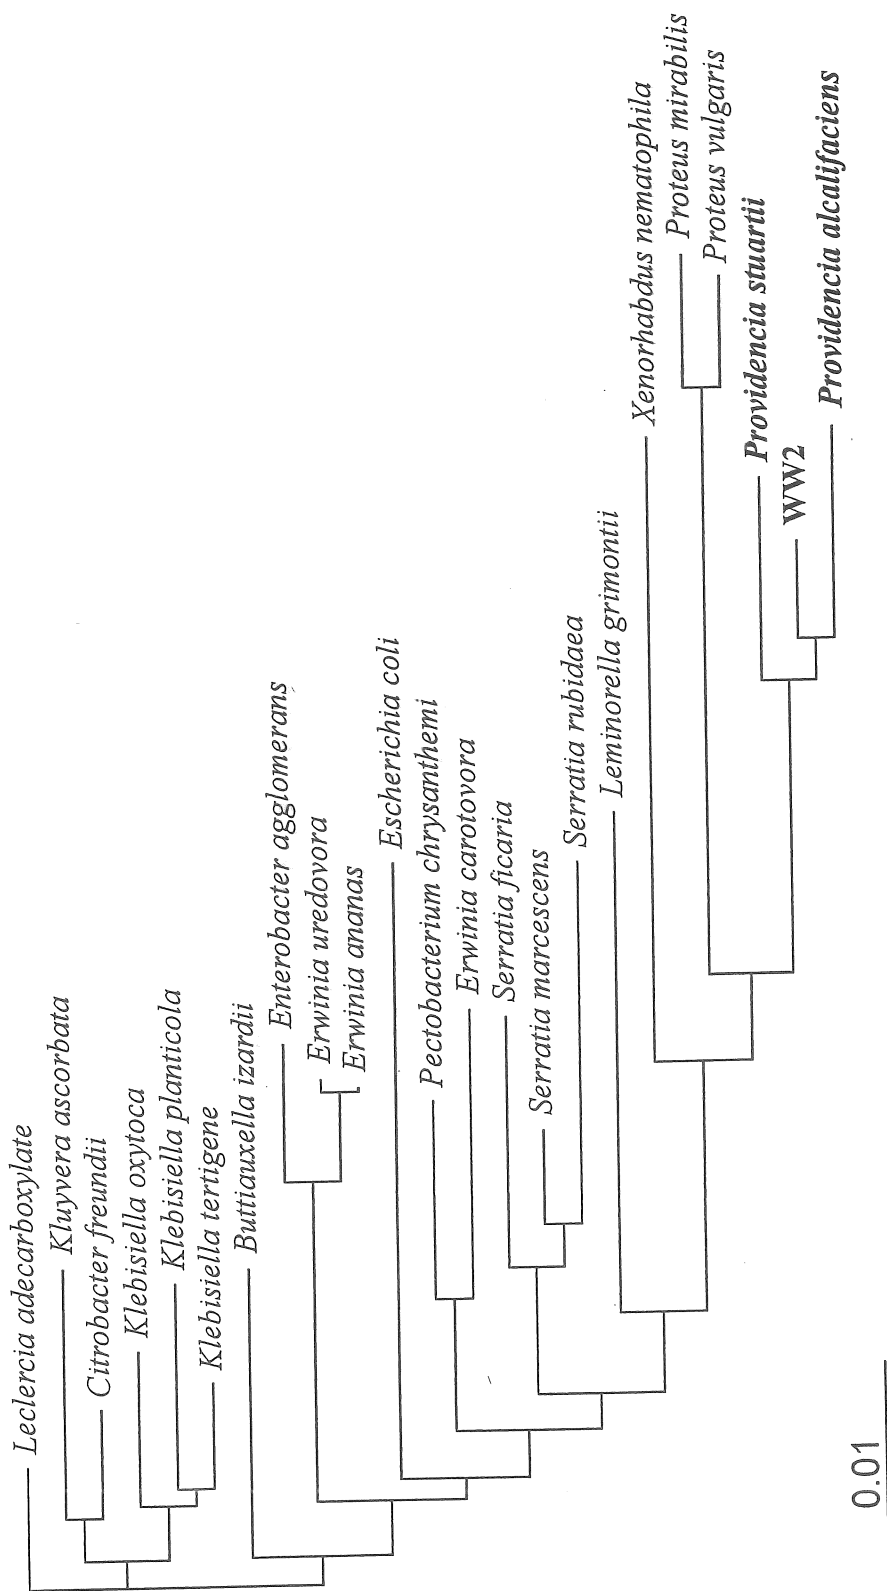 Leclercia adecarboxylate
Kluyvera ascorbata
Citrobacter freundii
Klebisiella oxytoca
Klebisiella planticola
Klebisiella tertigene
Buttiauxella izardii
Enterobacter agglomerans
Erwinia uredovora
Erwinia ananas
Escherichia coli
Pectobacterium chrysanthemi
Erwinia carotovora
Serratia ficaria
Serratia marcescens
Serratia rubidaea
Leminorella grimontii
Xenorhabdus nematophila
Proteus mirabilis
Proteus vulgaris
Providencia stuartii
WW2
Providencia alcalifaciens
0.01